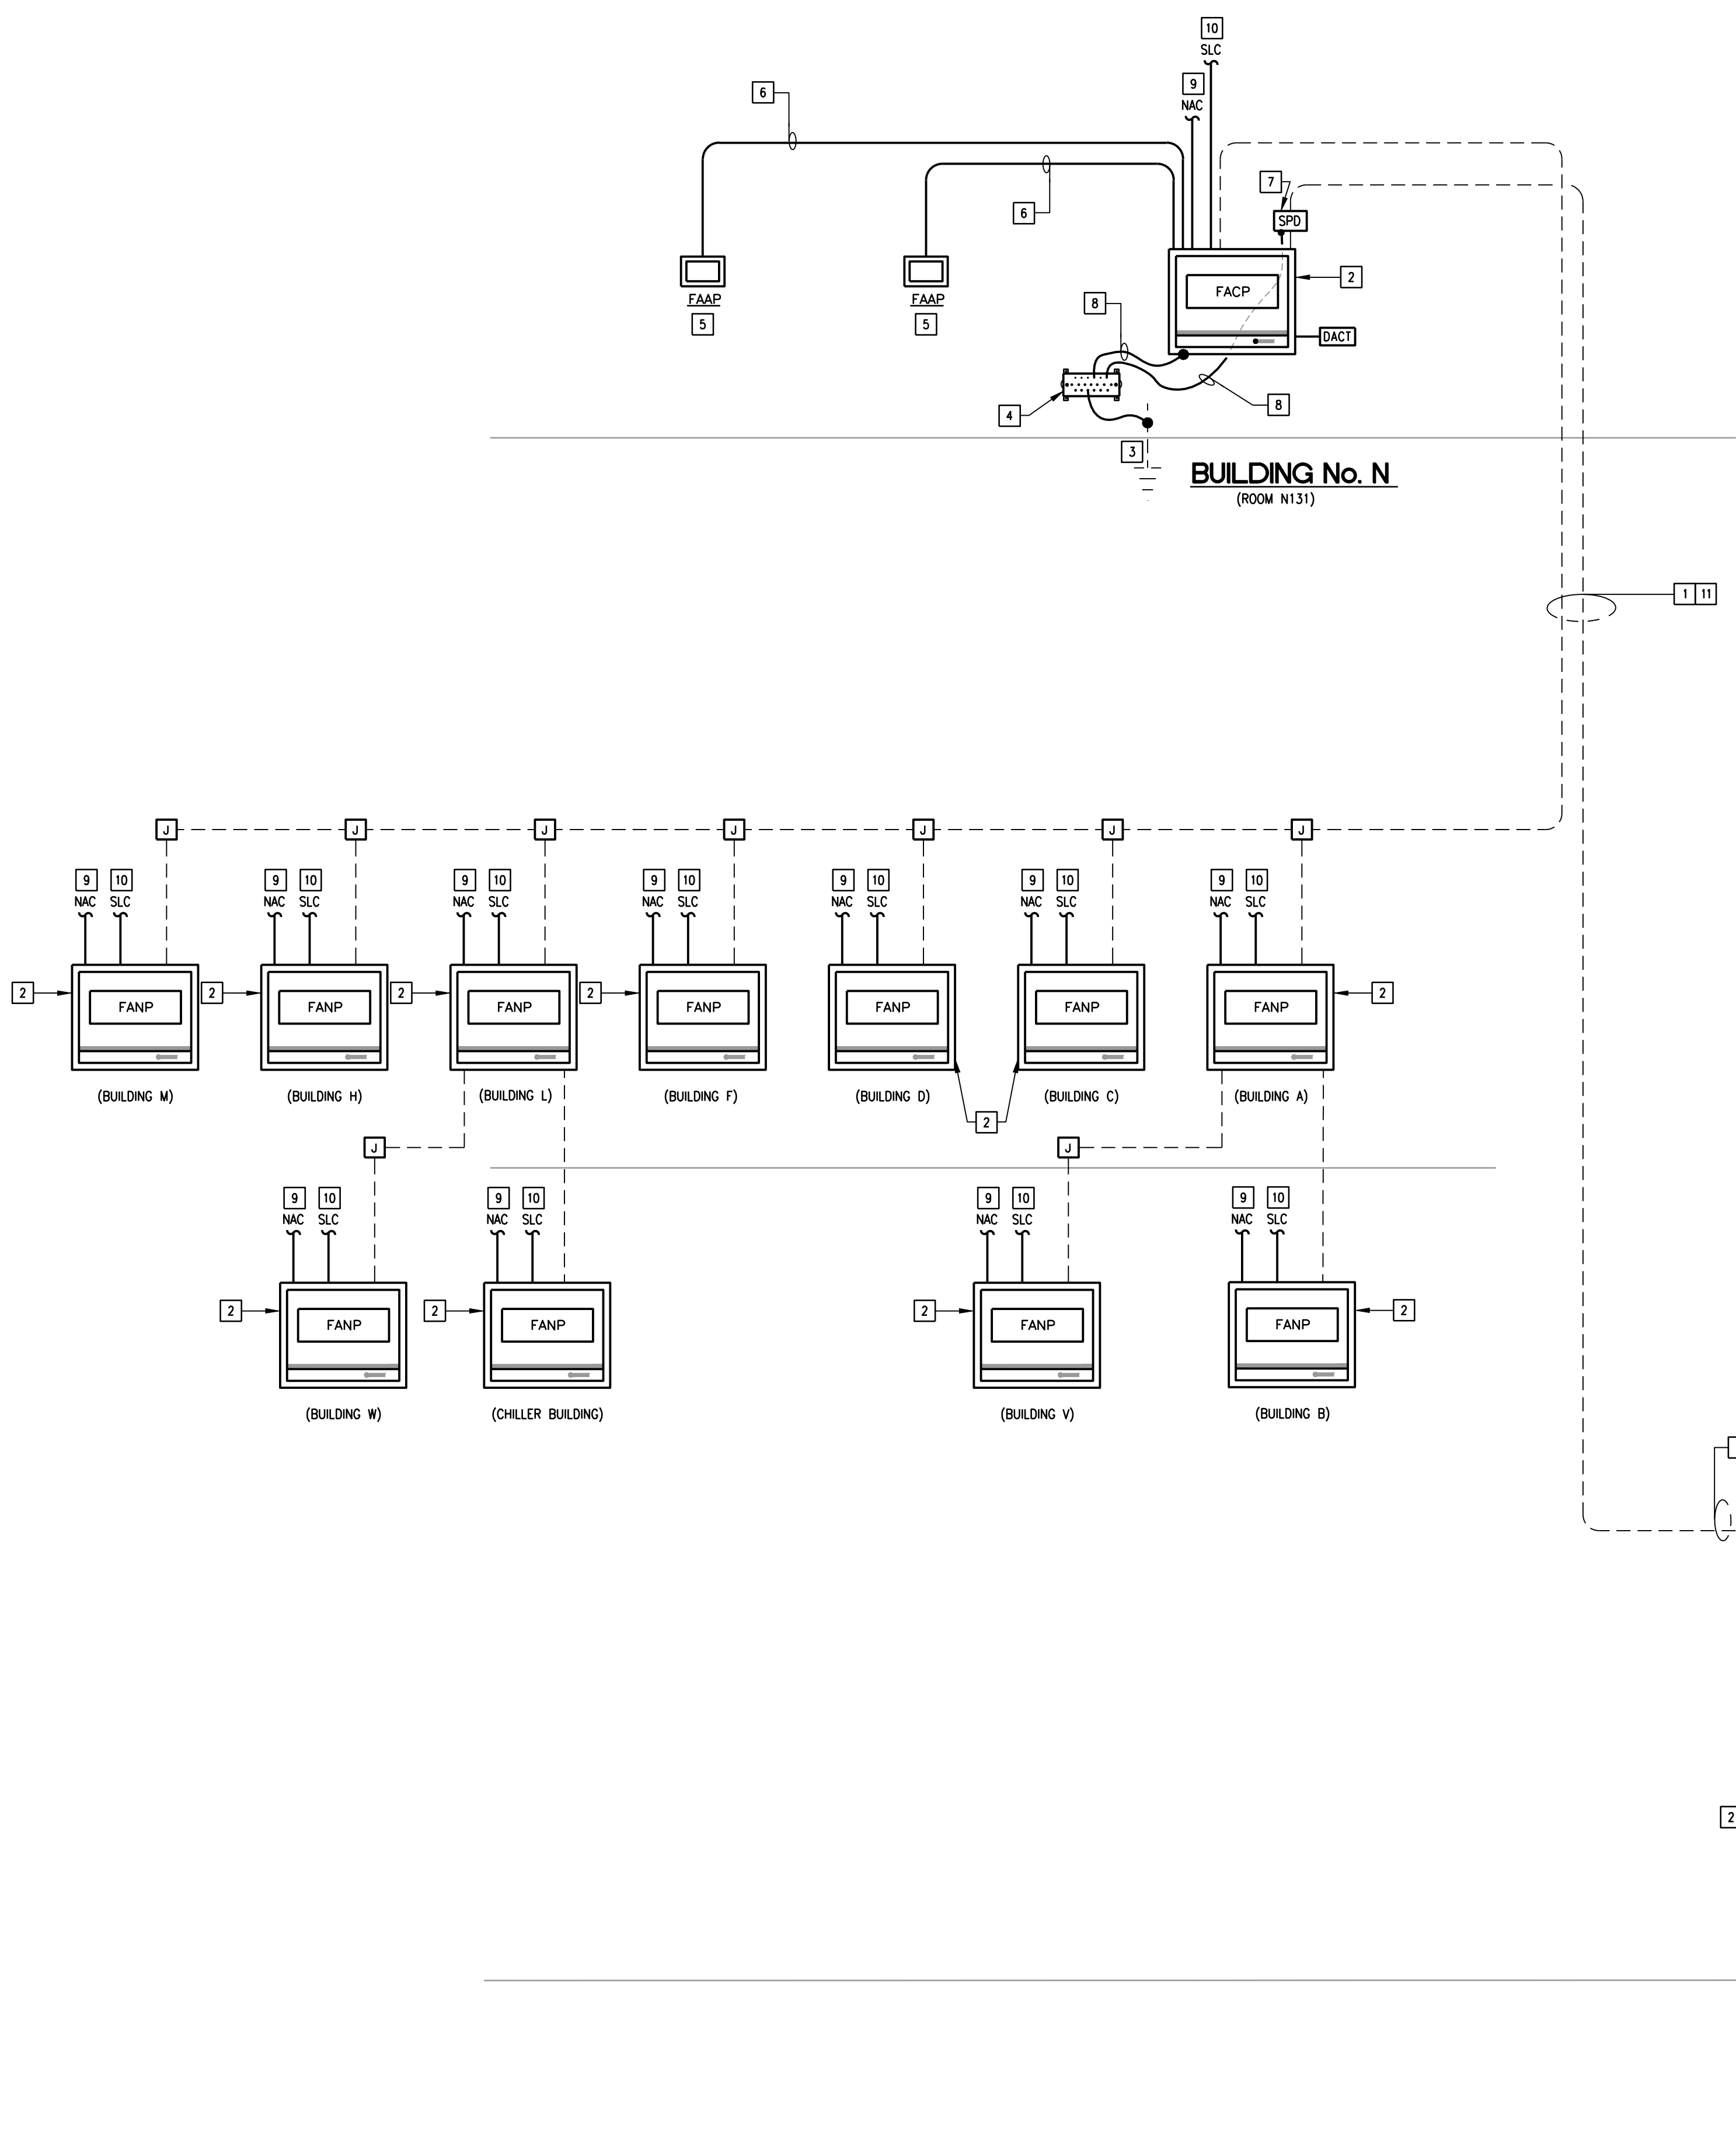 10
SLC
9
NAC
6
7
6
SPD
2
FACP
FAAP
FAAP
8
5
5
DACT
4
8
3
BUILDING No. N
(ROOM N131)
1 11
J J J J J J J
9 10 9 10 9 10 9 10 9 10 9 10 9 10
NAC SLC NAC SLC NAC SLC NAC SLC NAC SLC NAC SLC NAC SLC
2 2 2 2 2
FANP FANP FANP FANP FANP FANP FANP
(BUILDING M) (BUILDING H) (BUILDING L) (BUILDING F) (BUILDING D) (BUILDING C) (BUILDING A)
2
J J
9 10 9 10 9 10 9 10
NAC SLC NAC SLC NAC SLC NAC SLC
2 2 2 2
FANP FANP FANP FANP
(BUILDING W) (CHILLER BUILDING) (BUILDING V) (BUILDING B)
2